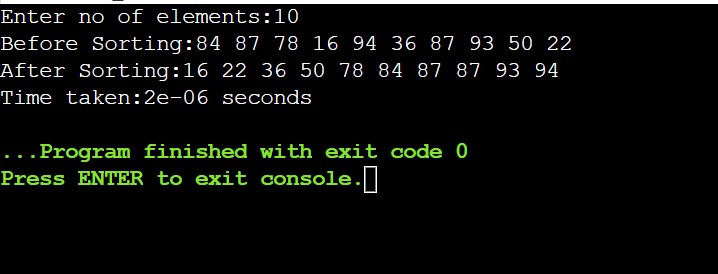 Enter no of elements:10
Before Sorting:84 87 78 16 94 36 87 93 50 22
After Sorting:16 22 36 50 78 84 87 87 93 94
Time taken:2e-06 seconds
...Program finished with exit code 0
Press ENTER to exit console.